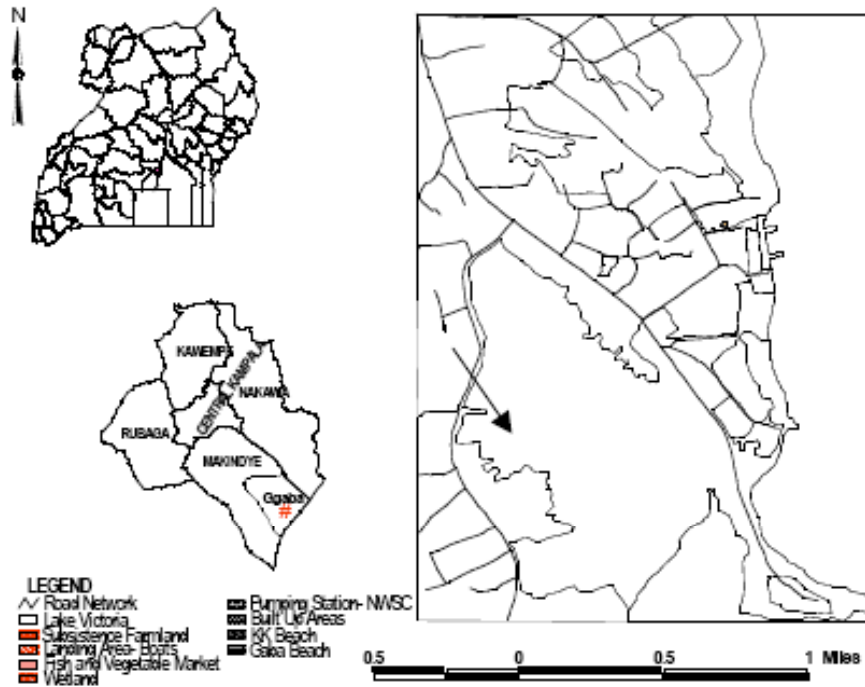 N
KAWEMPE
CENTRAL KAMPALA
NAKAWA
RUBAGA
MAKINDYE
Ggaba
#
LEGEND
Road Network
Lake Victoria
Subsistence Farmland
Landing Area- Boats
Fish and Vegetable Market
Wetland
Pumping Station- NWSC
Built Up Areas
KK Beach
Gaba Beach
0.5 0 0.5 1 Miles